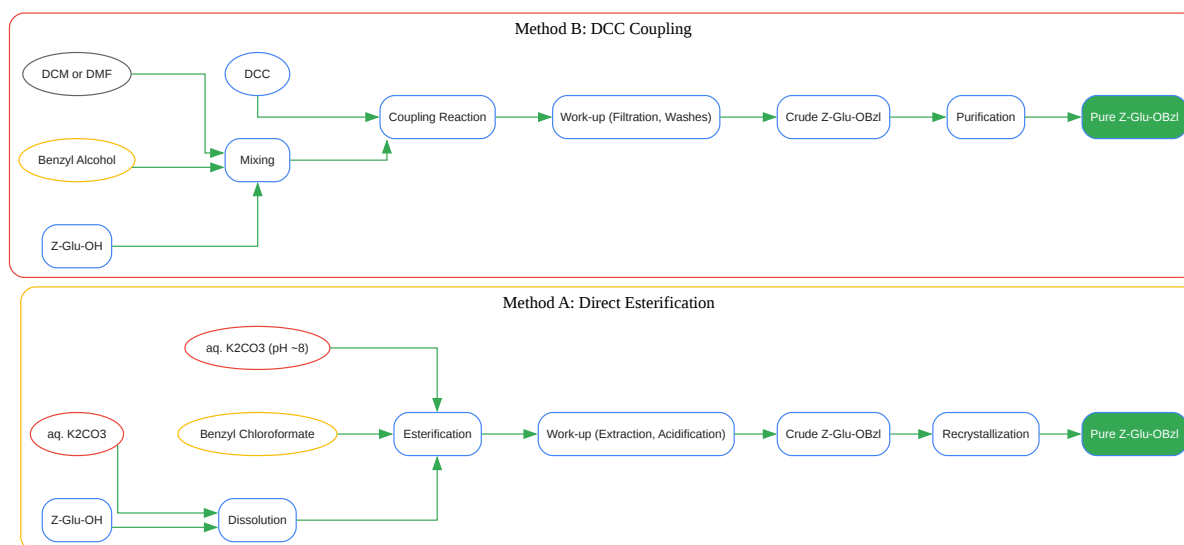 Method B: DCC Coupling
DCM or DMF
DCC
Coupling Reaction
Work-up (Filtration, Washes)
Crude Z-Glu-OBzl
Purification
Pure Z-Glu-OBzl
Benzyl Alcohol
Mixing
Z-Glu-OH
Method A: Direct Esterification
aq. K2CO3 (pH ~8)
aq. K2CO3
Benzyl Chloroformate
Esterification
Work-up (Extraction, Acidification)
Crude Z-Glu-OBzl
Recrystallization
Pure Z-Glu-OBzl
Z-Glu-OH
Dissolution